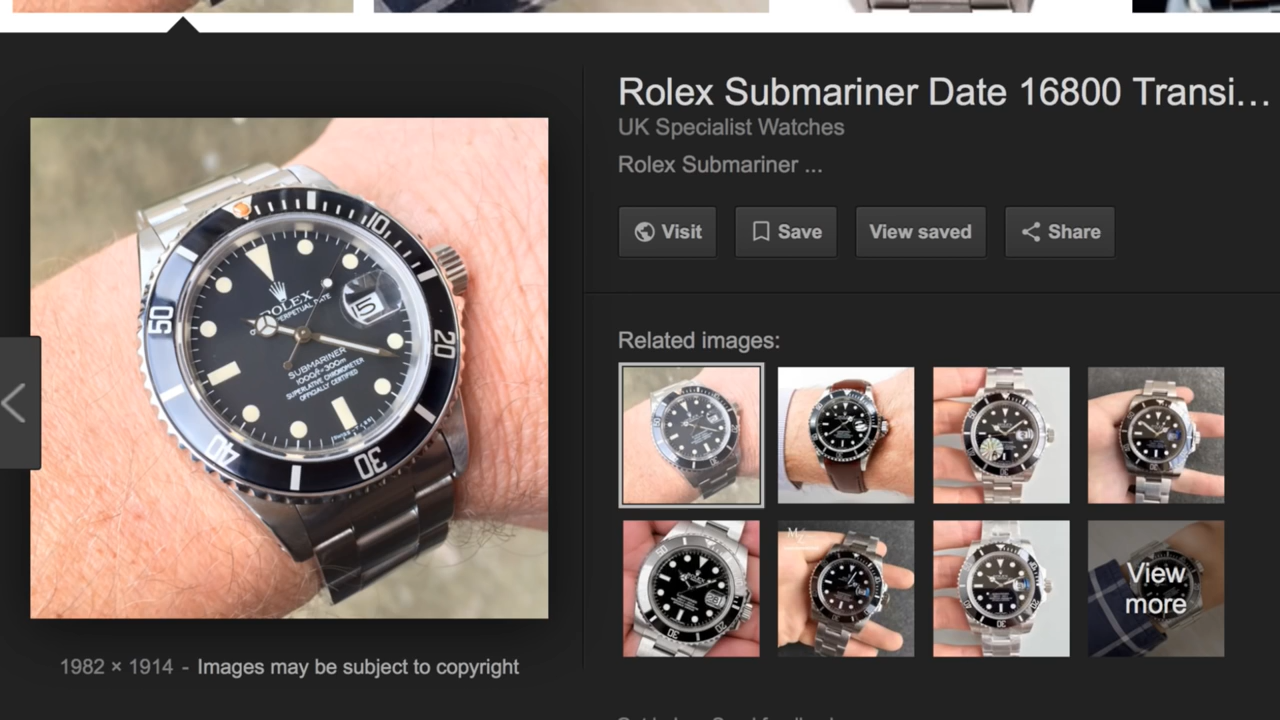 Rolex Submariner Date 16800 Transi...
UK Specialist Watches
Rolex Submariner ...
Visit
Save
View saved
Share
Related images:
10
20
30
40
50
15
ROLEX
PERPETUAL DATE
SUBMARINER
1000ft=300m
SUPERLATIVE CHRONOMETER
OFFICIALLY CERTIFIED
View
more
1982 × 1914 - Images may be subject to copyright